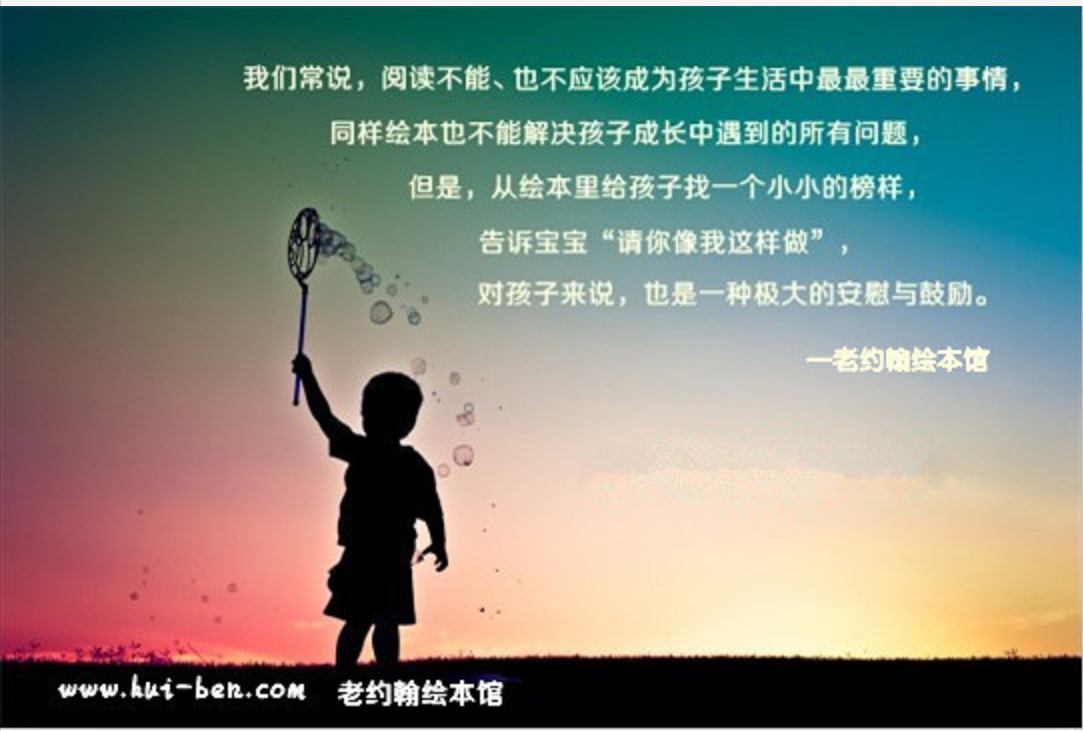 我们常说，阅读不能、也不应该成为孩子生活中最最重要的事情，
同样绘本也不能解决孩子成长中遇到的所有问题，
但是，从绘本里给孩子找一个小小的榜样，
告诉宝宝“请你像我这样做”，
对孩子来说，也是一种极大的安慰与鼓励。
—老约翰绘本馆
www.hui-ben.com 老约翰绘本馆